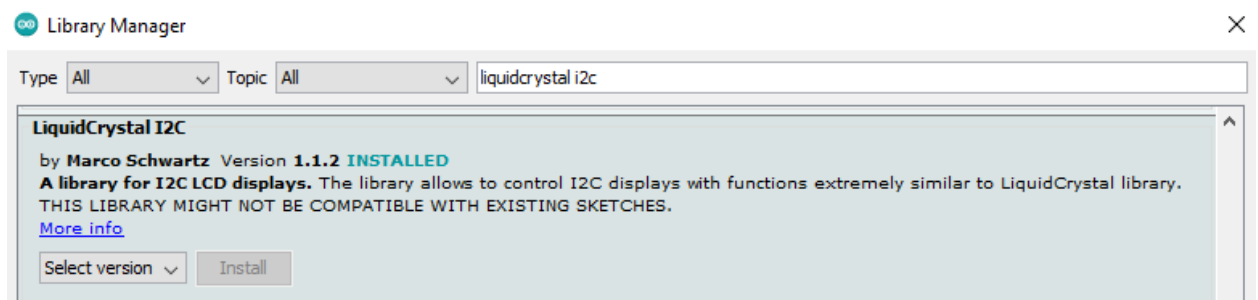 Library Manager
Type All Topic All liquidcrystal i2c
LiquidCrystal I2C
by Marco Schwartz Version 1.1.2 INSTALLED
A library for I2C LCD displays. The library allows to control I2C displays with functions extremely similar to LiquidCrystal library.
THIS LIBRARY MIGHT NOT BE COMPATIBLE WITH EXISTING SKETCHES.
More info
Select version Install